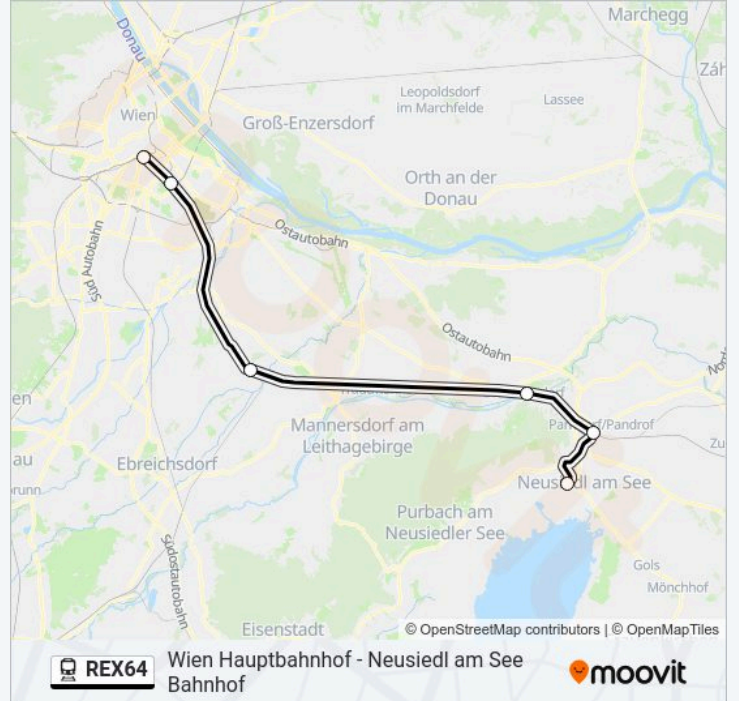 Marchegg
Donau
Leopoldsdorf
im Marchfelde
Lassee
Wien
Groß-Enzersdorf
Orth an der
Donau
Ostautobahn
Süd Autobahn
Ostautobahn
Mannersdorf am
Leithagebirge
Ebreichsdorf
Neusiedl am See
Purbach am
Neusiedler See
Südostautobahn
Gols
Mönchhof
Eisenstadt
© OpenStreetMap contributors | © OpenMapTiles
REX64
Wien Hauptbahnhof - Neusiedl am See
Bahnhof
moovit